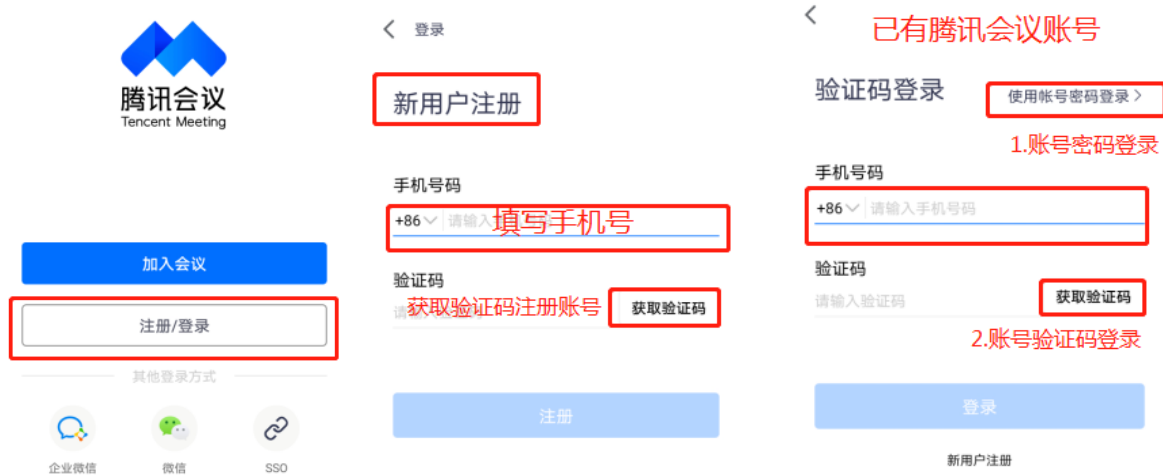 腾讯会议
Tencent Meeting
加入会议
注册/登录
其他登录方式
企业微信
微信
SSO
登录
新用户注册
手机号码
+86
请输入手机号码
填写手机号
验证码
获取验证码注册账号
获取验证码
注册
已有腾讯会议账号
验证码登录
使用帐号密码登录
1.账号密码登录
手机号码
+86
请输入手机号码
验证码
请输入验证码
获取验证码
2.账号验证码登录
登录
新用户注册